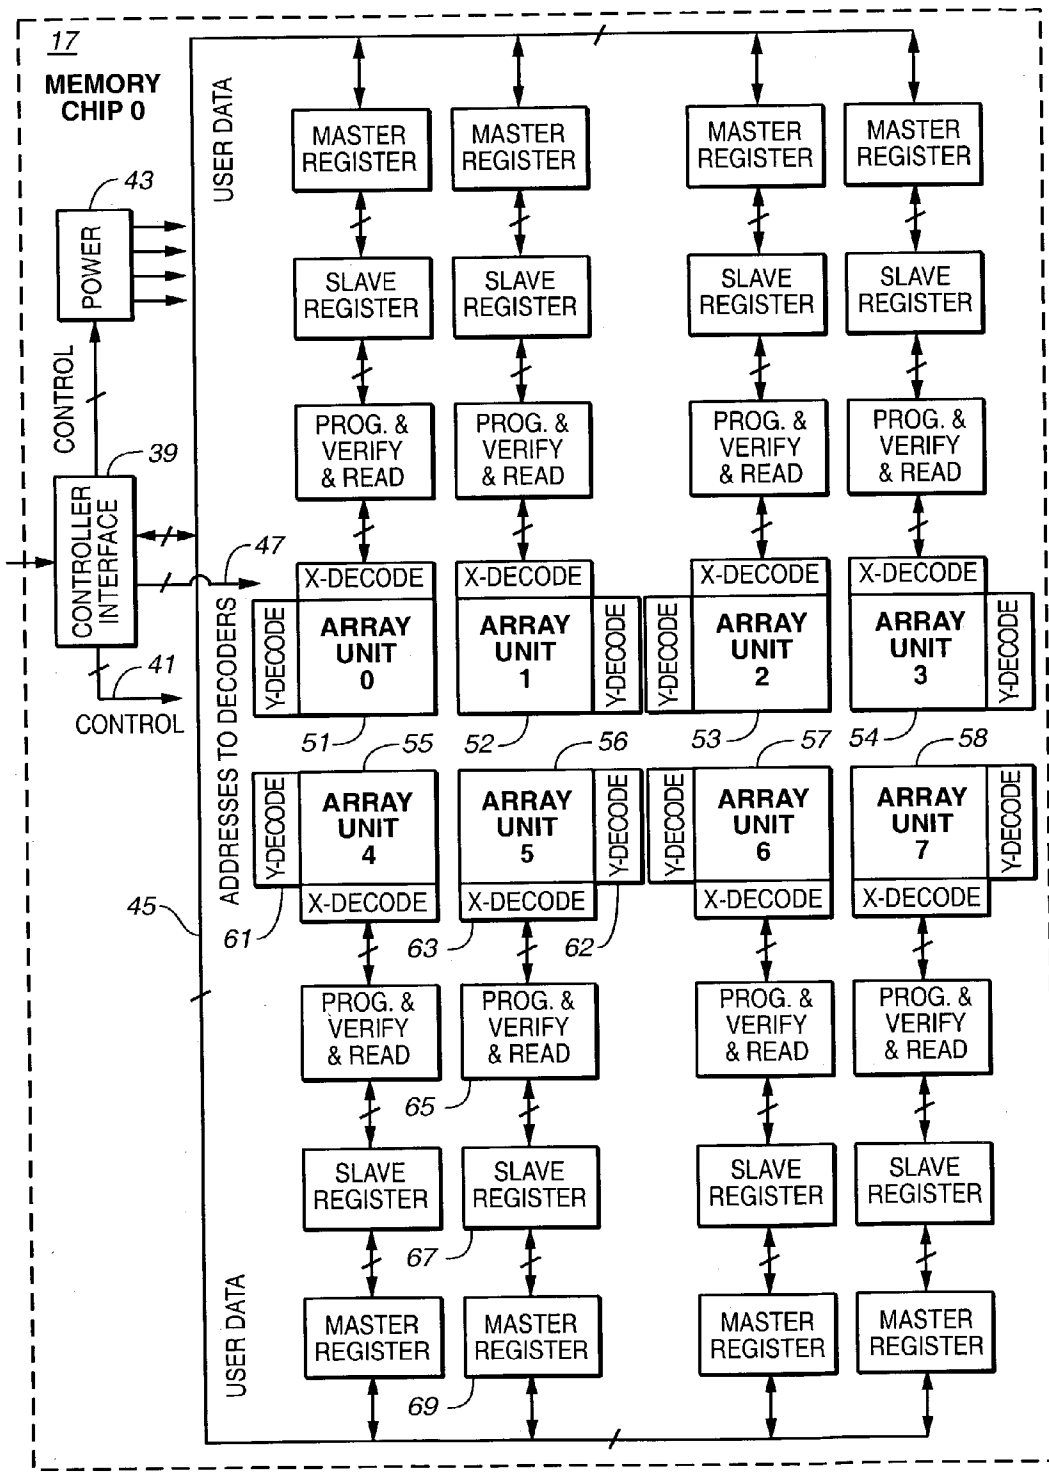 17
MEMORY
CHIP 0
USER DATA
MASTER
REGISTER
MASTER
REGISTER
MASTER
REGISTER
MASTER
REGISTER
43
POWER
SLAVE
REGISTER
SLAVE
REGISTER
SLAVE
REGISTER
SLAVE
REGISTER
CONTROL
PROG. &
VERIFY
& READ
PROG. &
VERIFY
& READ
PROG. &
VERIFY
& READ
PROG. &
VERIFY
& READ
39
CONTROLLER
INTERFACE
47
41
CONTROL
ADDRESSES TO DECODERS
X-DECODE
Y-DECODE
ARRAY
UNIT
0
51
X-DECODE
ARRAY
UNIT
1
Y-DECODE
52
X-DECODE
Y-DECODE
ARRAY
UNIT
2
53
X-DECODE
ARRAY
UNIT
3
Y-DECODE
54
55
Y-DECODE
ARRAY
UNIT
4
X-DECODE
61
56
ARRAY
UNIT
5
Y-DECODE
X-DECODE
63
62
57
Y-DECODE
ARRAY
UNIT
6
X-DECODE
58
ARRAY
UNIT
7
Y-DECODE
X-DECODE
45
PROG. &
VERIFY
& READ
PROG. &
VERIFY
& READ
65
PROG. &
VERIFY
& READ
PROG. &
VERIFY
& READ
SLAVE
REGISTER
SLAVE
REGISTER
67
SLAVE
REGISTER
SLAVE
REGISTER
USER DATA
MASTER
REGISTER
MASTER
REGISTER
69
MASTER
REGISTER
MASTER
REGISTER